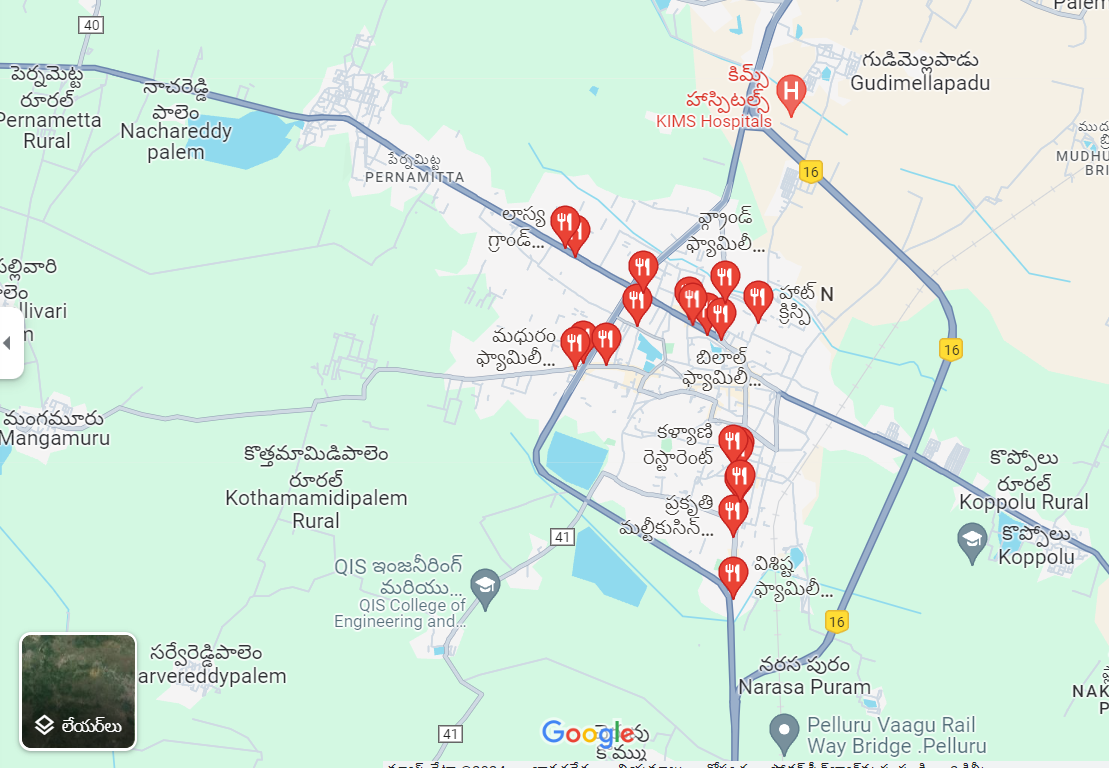 Palem
40
పెర్నమెట్ట
రూరల్
Pernametta
Rural
నాచరెడ్డి
పాలెం
Nachareddy
palem
గుడిమెల్లపాడు
Gudimellapadu
కిమ్స్
హాస్పిటల్స్
KIMS Hospitals
పేర్నమిట్ట
PERNAMITTA
16
MUDHU
BRI
లాస్య
గ్రాండ్...
వ్గ్రాండ్
ఫ్యామిలీ...
హాట్ N
క్రిస్పి
మధురం
ఫ్యామిలీ...
బిలాల్
ఫ్యామిలీ...
16
ల్లివారి
ాలెం
llivari
m
మంగమూరు
Mangamuru
కొత్తమామిడిపాలెం
రూరల్
Kothamamidipalem
Rural
కళ్యాణి
రెస్టారెంట్
ప్రకృతి
మల్టీకుసిన్...
కొప్పోలు
రూరల్
Koppolu Rural
కొప్పోలు
Koppolu
41
QIS ఇంజనీరింగ్
మరియు...
QIS College of
Engineering and...
విశిష్ట
ఫ్యామిలీ...
16
సర్వేరెడ్డిపాలెం
arvereddypalem
నరస పురం
Narasa Puram
NAK
P
లేయర్‌లు
41
Google
Pelluru Vaagu Rail
Way Bridge .Pelluru